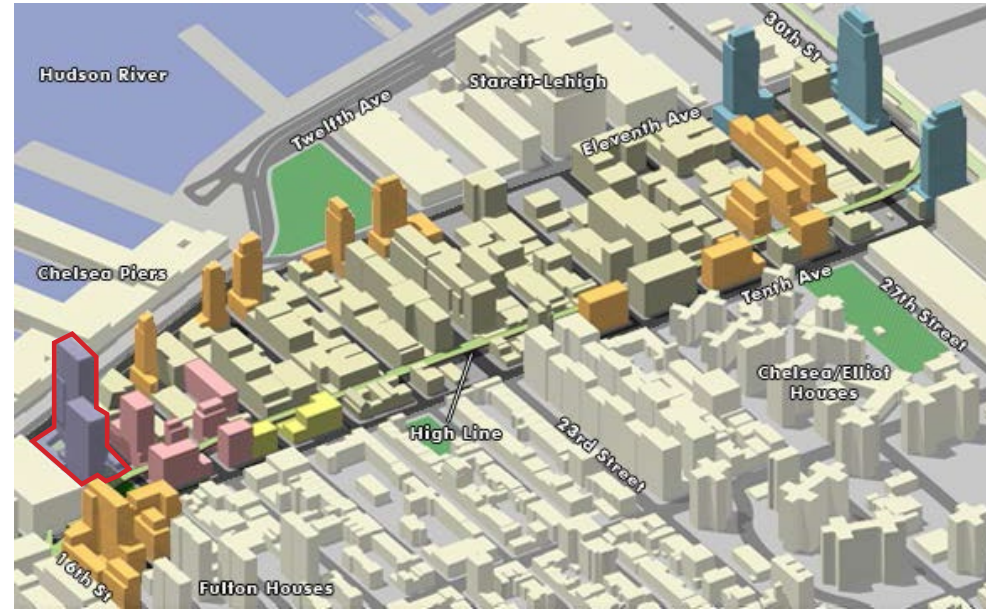 30th St
Hudson River
Starett-Lehigh
Twelfth Ave
Eleventh Ave
Chelsea Piers
Tenth Ave
27th Street
Chelsea/Elliot
Houses
High Line
23rd Street
16th St
Fulton Houses